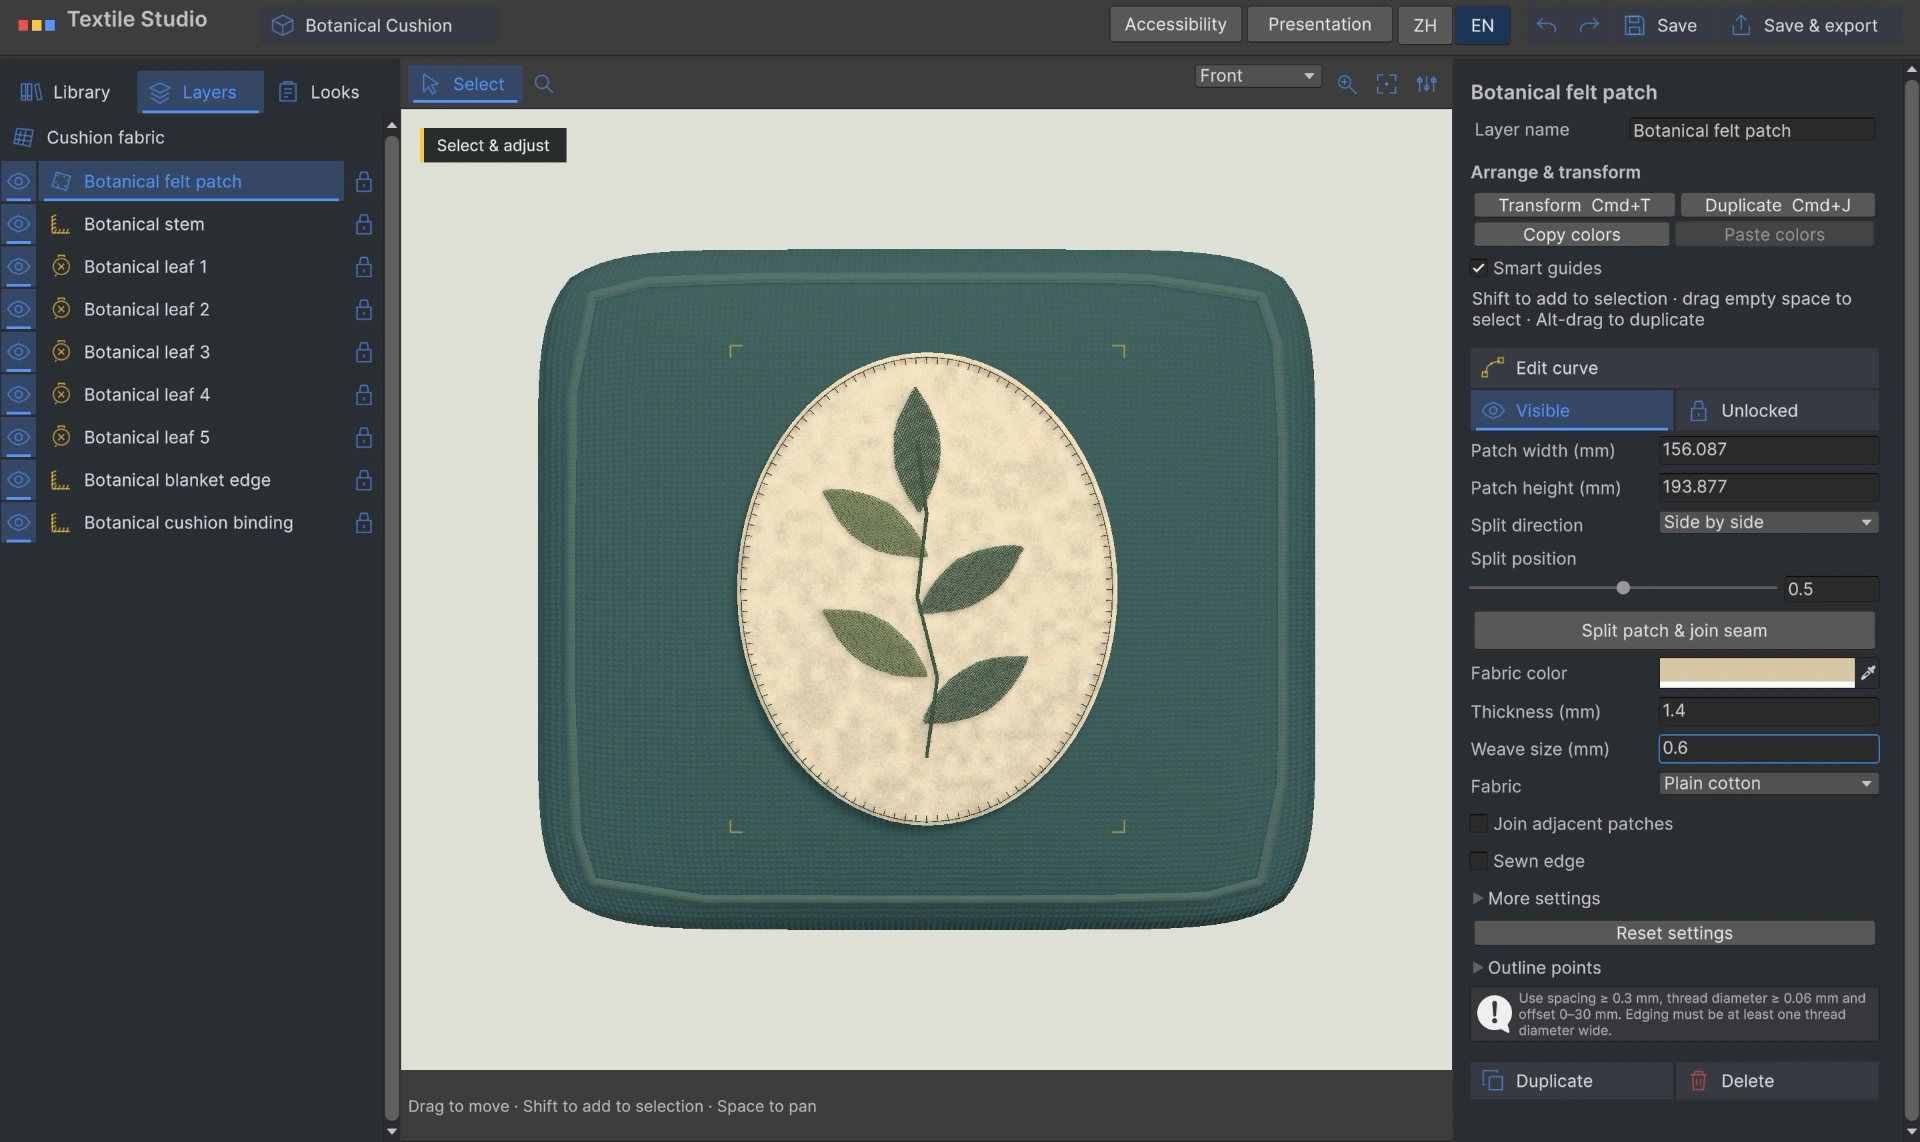 Textile Studio
Botanical Cushion
Accessibility
Presentation
ZH
EN
Save
Save & export
Library
Layers
Looks
Select
Front
Cushion fabric
Botanical felt patch
Botanical stem
Botanical leaf 1
Botanical leaf 2
Botanical leaf 3
Botanical leaf 4
Botanical leaf 5
Botanical blanket edge
Botanical cushion binding
Select & adjust
Drag to move · Shift to add to selection · Space to pan
Botanical felt patch
Layer name
Botanical felt patch
Arrange & transform
Transform Cmd+T
Duplicate Cmd+J
Copy colors
Paste colors
Smart guides
Shift to add to selection · drag empty space to
select · Alt-drag to duplicate
Edit curve
Visible
Unlocked
Patch width (mm)
156.087
Patch height (mm)
193.877
Split direction
Side by side
Split position
0.5
Split patch & join seam
Fabric color
Thickness (mm)
1.4
Weave size (mm)
0.6
Fabric
Plain cotton
Join adjacent patches
Sewn edge
More settings
Reset settings
Outline points
Use spacing ≥ 0.3 mm, thread diameter ≥ 0.06 mm and
offset 0–30 mm. Edging must be at least one thread
diameter wide.
Duplicate
Delete